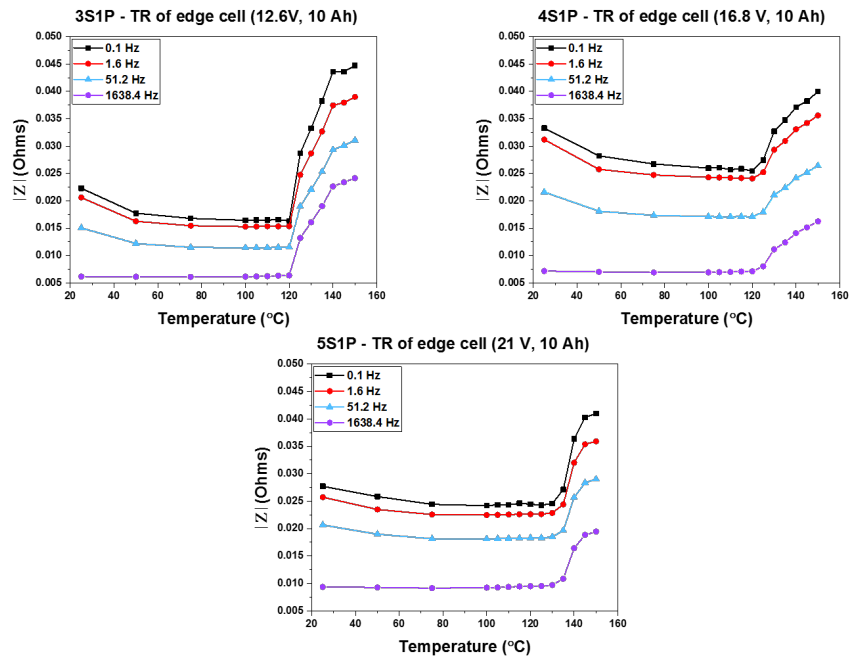 3S1P - TR of edge cell (12.6V, 10 Ah)
0.050
0.045
0.040
0.035
0.030
0.025
0.020
0.015
0.010
0.005
|Z|(Ohms)
0.1 Hz
1.6 Hz
51.2 Hz
1638.4 Hz
20 40 60 80 100 120 140 160
Temperature (°C)
4S1P - TR of edge cell (16.8 V, 10 Ah)
0.050
0.045
0.040
0.035
0.030
0.025
0.020
0.015
0.010
0.005
|Z|(Ohms)
0.1 Hz
1.6 Hz
51.2 Hz
1638.4 Hz
20 40 60 80 100 120 140 160
Temperature (°C)
5S1P - TR of edge cell (21 V, 10 Ah)
0.050
0.045
0.040
0.035
0.030
0.025
0.020
0.015
0.010
0.005
|Z|(Ohms)
0.1 Hz
1.6 Hz
51.2 Hz
1638.4 Hz
20 40 60 80 100 120 140 160
Temperature (°C)